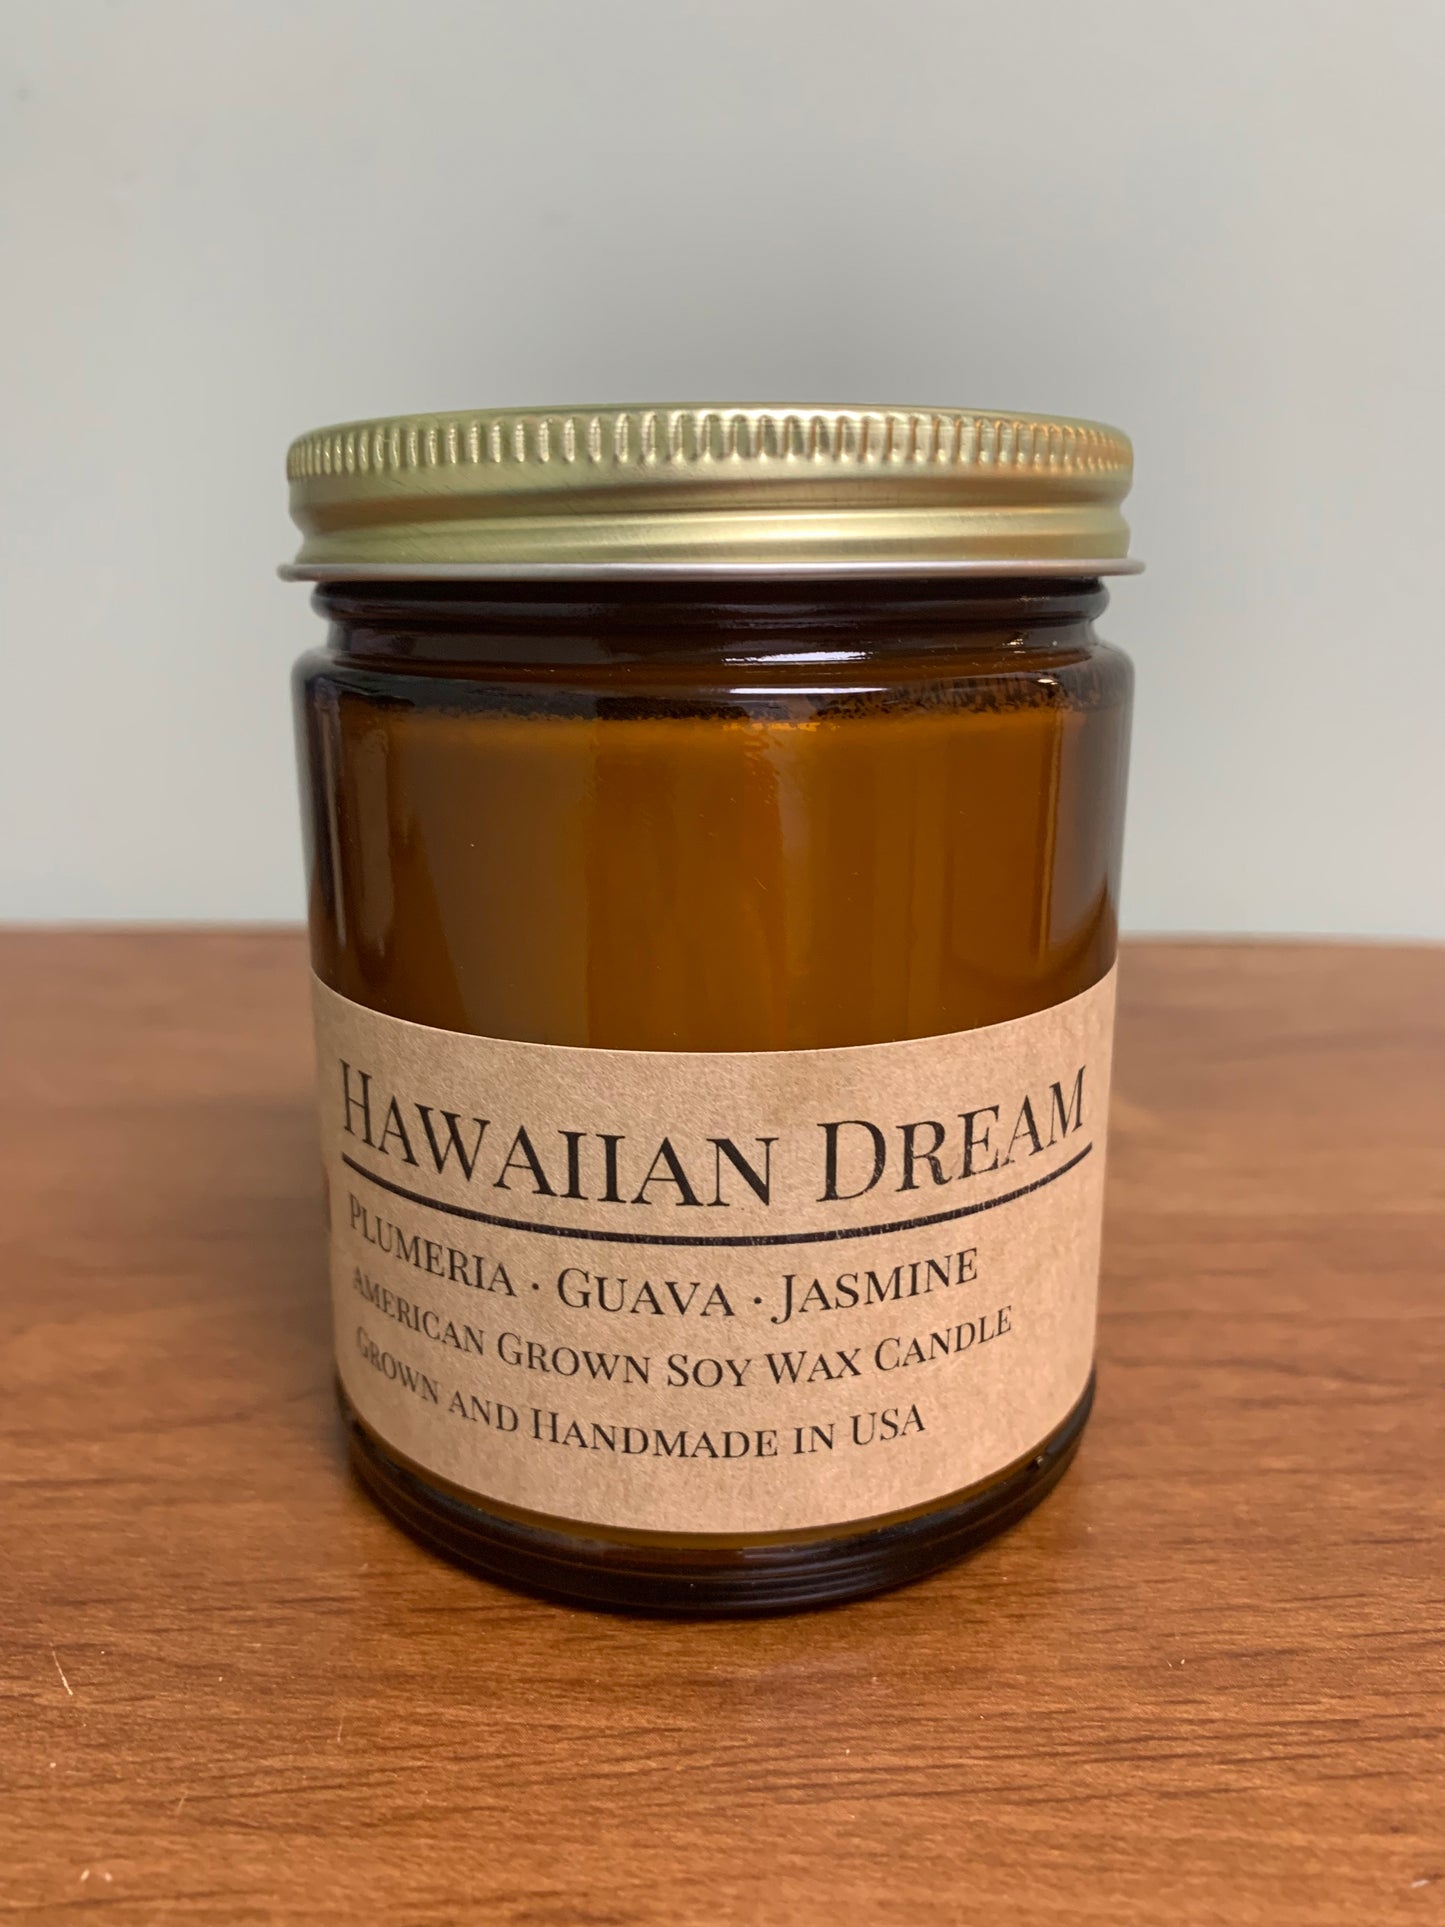 Hawaiian Dream
Plumeria · Guava · Jasmine
American Grown Soy Wax Candle
Grown and Handmade in USA